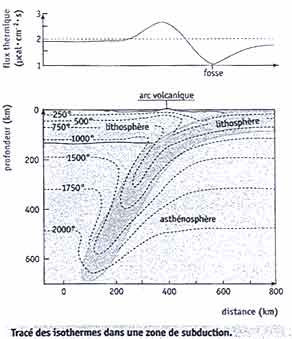 flux thermique
(µcal·cm⁻²·s)
3
2
1
fosse
arc volcanique
profondeur (km)
0
200
400
600
250°
500°
750°
1000°
1500°
1750°
2000°
lithosphère
lithosphère
asthénosphère
0 200 400 600 800
distance (km)
Tracé des isothermes dans une zone de subduction.